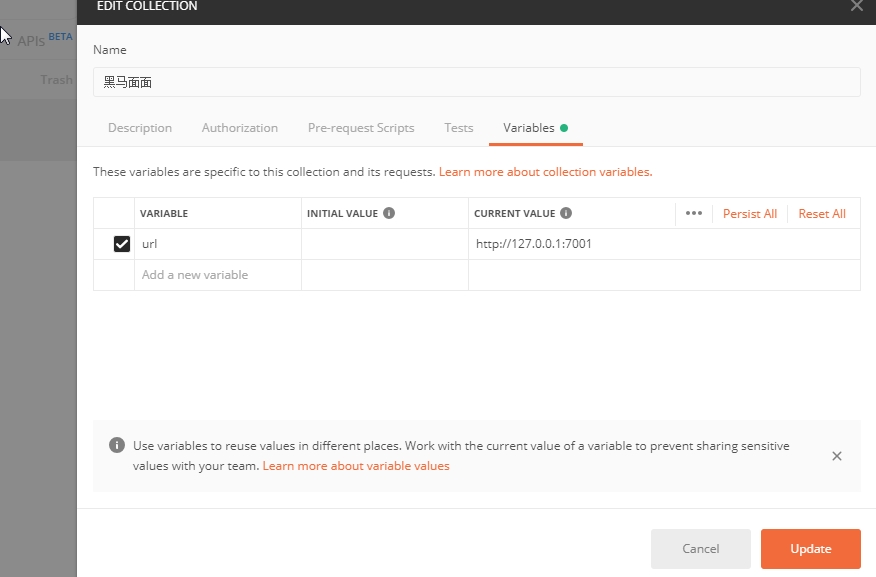 EDIT COLLECTION
APIs BETA
Trash
Name
黑马面面
Description Authorization Pre-request Scripts Tests Variables
These variables are specific to this collection and its requests. Learn more about collection variables.
VARIABLE INITIAL VALUE CURRENT VALUE Persist All Reset All
url http://127.0.0.1:7001
Add a new variable
Use variables to reuse values in different places. Work with the current value of a variable to prevent sharing sensitive
values with your team. Learn more about variable values
Cancel Update